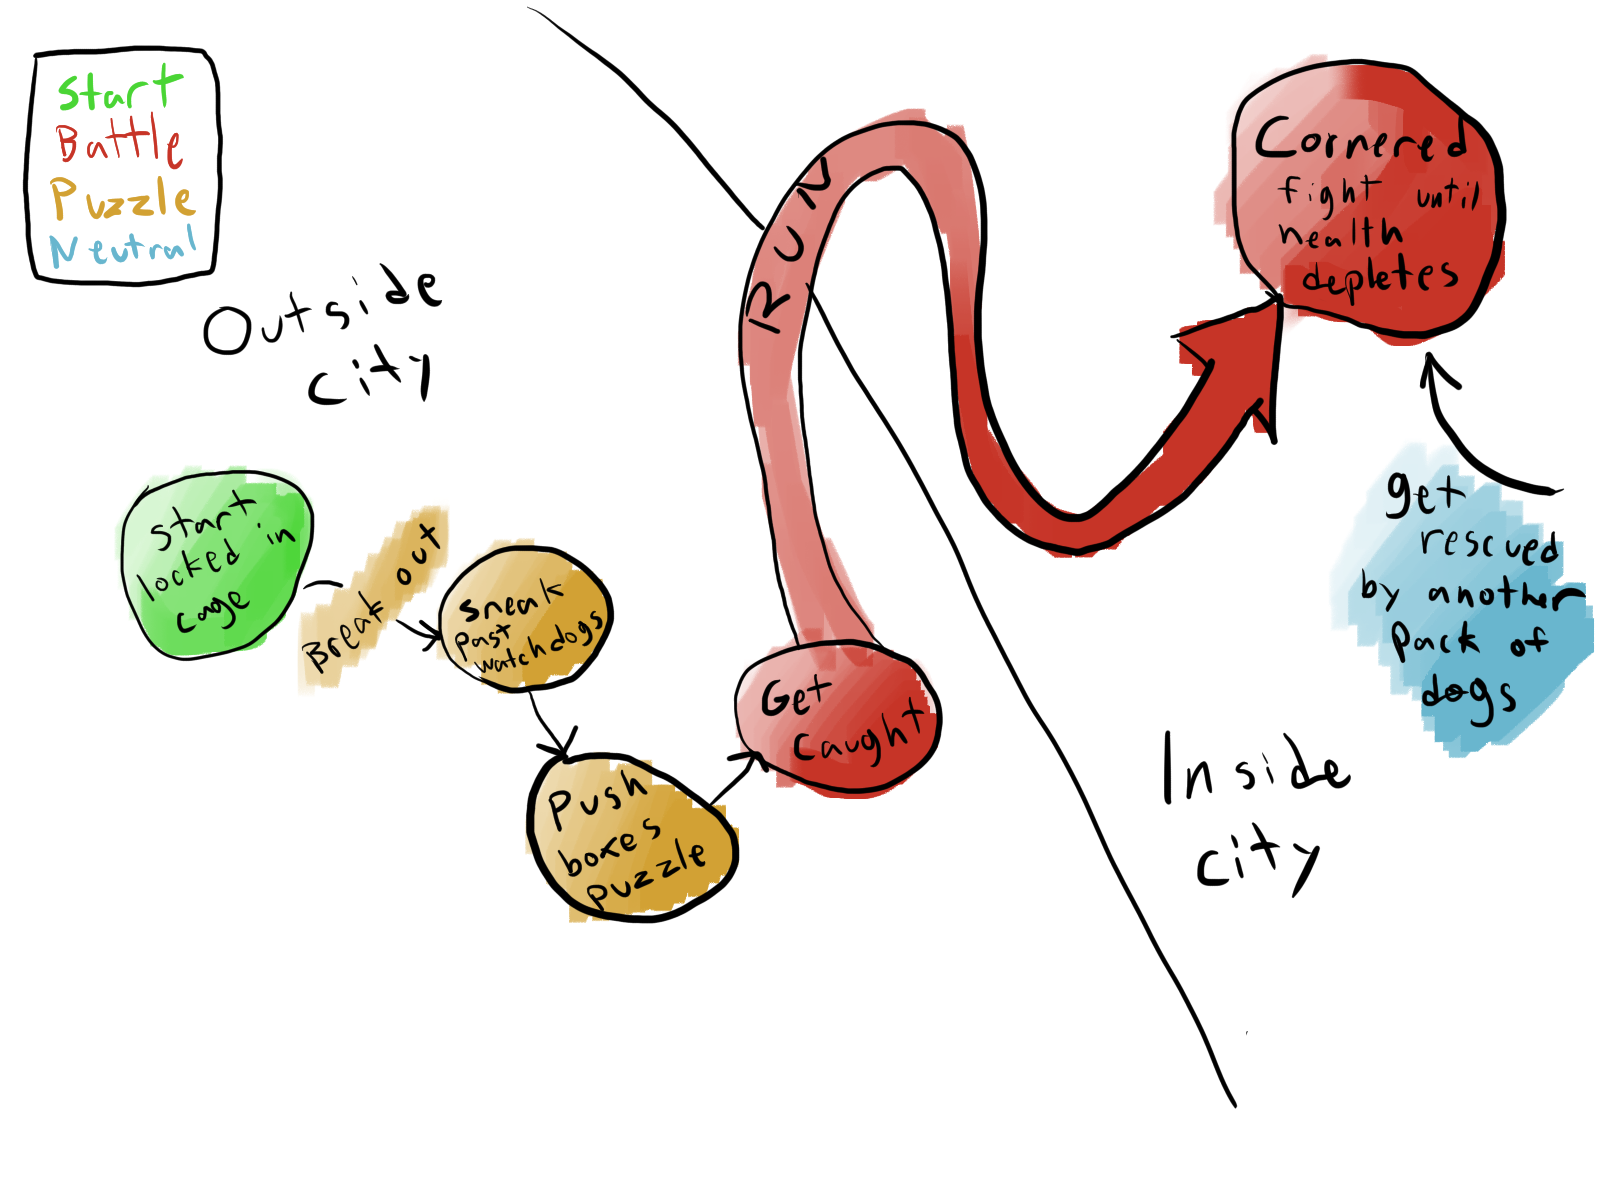 Start
Battle
Puzzle
Neutral
Outside
city
Start
locked in
cage
Break out
Sneak
Past
watchdogs
Push
boxes
puzzle
Get
caught
RUN
Cornered
fight until
health
depletes
get
rescued
by another
pack of
dogs
Inside
city